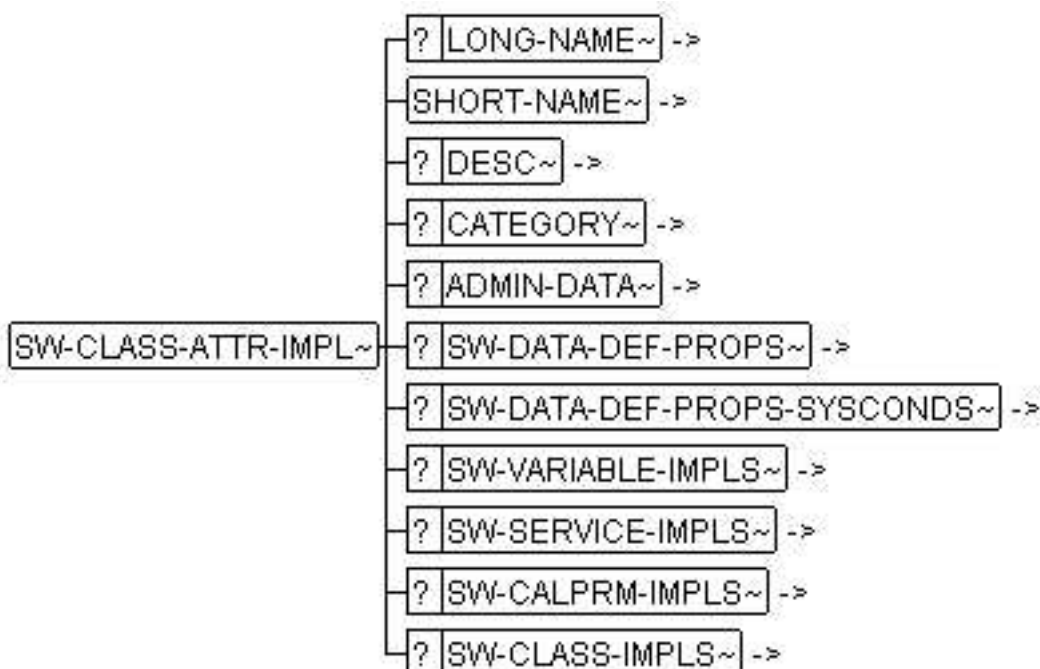 ? LONG-NAME~ ->
SHORT-NAME~ ->
? DESC~ ->
? CATEGORY~ ->
? ADMIN-DATA~ ->
SW-CLASS-ATTR-IMPL~ ? SW-DATA-DEF-PROPS~ ->
? SW-DATA-DEF-PROPS-SYSCONDS~ ->
? SW-VARIABLE-IMPLS~ ->
? SW-SERVICE-IMPLS~ ->
? SW-CALPRM-IMPLS~ ->
? SW-CLASS-IMPLS~ ->